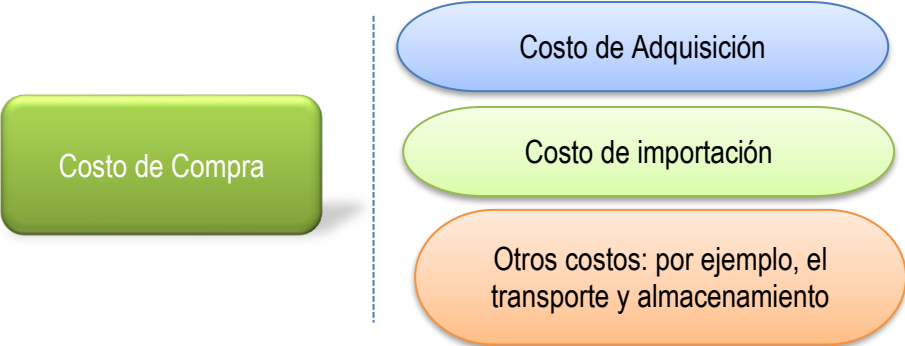 Costo de Compra
Costo de Adquisición
Costo de importación
Otros costos: por ejemplo, el
transporte y almacenamiento